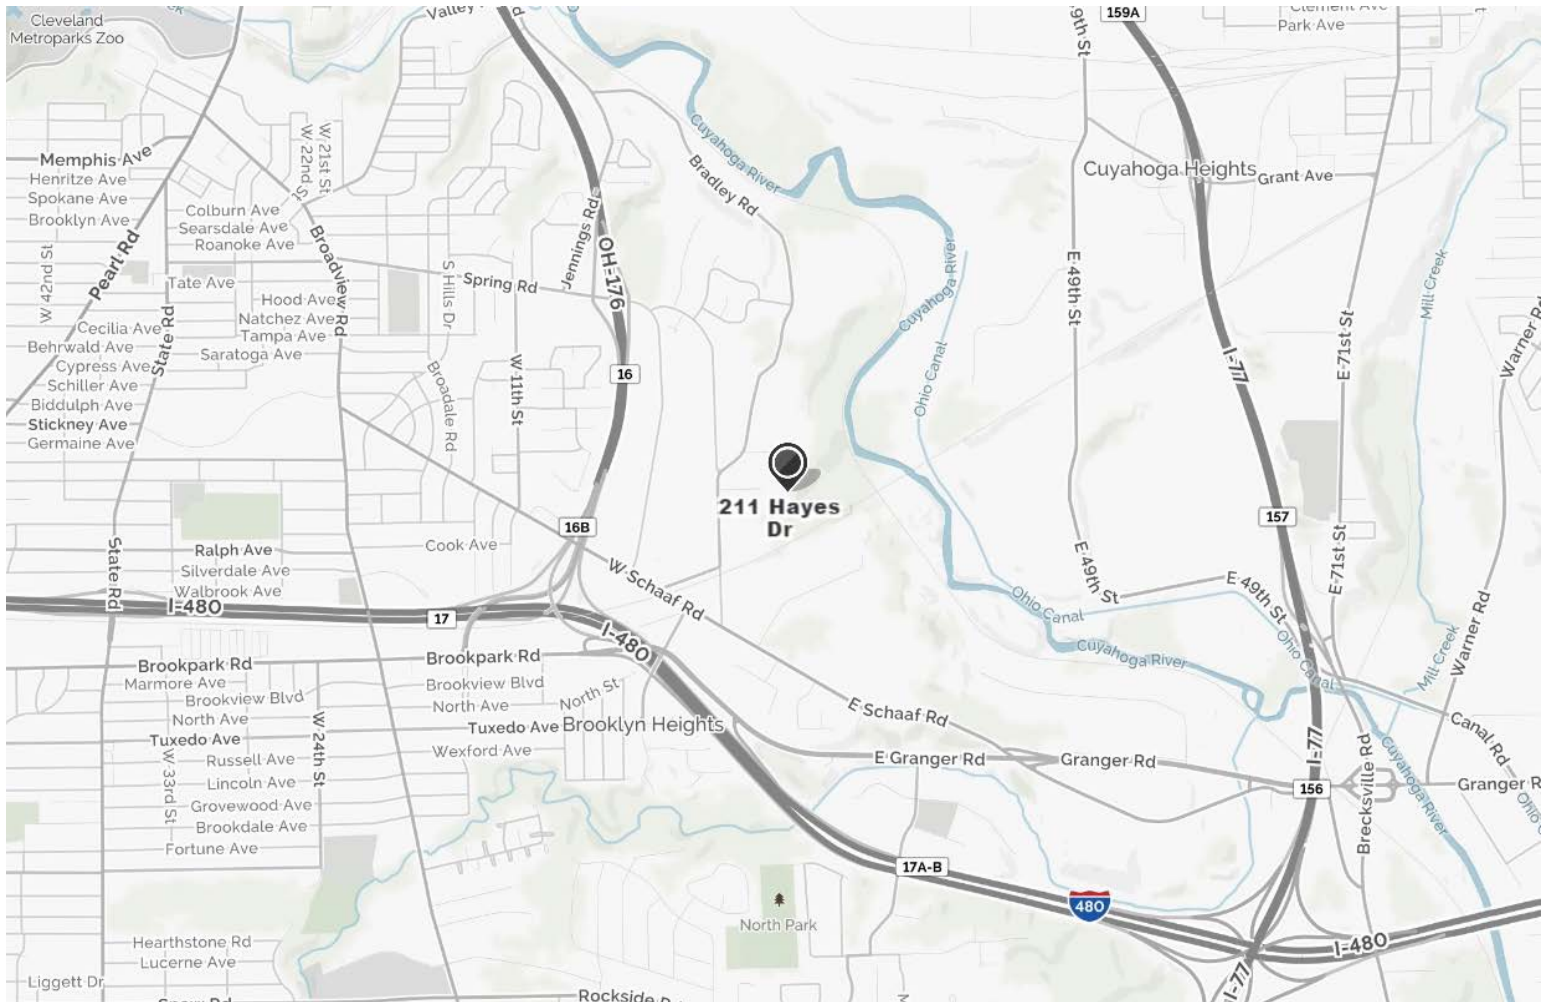 Cleveland
Metroparks Zoo
Valley
159A
Clement Ave
Park Ave
E 49th St
W 21st St
W 22nd St
Memphis Ave
Henritze Ave
Spokane Ave
Brooklyn Ave
Colburn Ave
Searsdale Ave
Roanoke Ave
Cuyahoga River
Bradley Rd
Cuyahoga Heights
Grant Ave
W 42nd St
Pearl Rd
Broadview Rd
Jennings Rd
OH-176
Tate Ave
State Rd
S Hills Dr
Spring Rd
Hood Ave
Natchez Ave
Tampa Ave
Saratoga Ave
Cecilia Ave
Behrwald Ave
Cypress Ave
Schiller Ave
Biddulph Ave
Stickney Ave
Germaine Ave
Broadale Rd
W 11th St
16
Cuyahoga River
Ohio Canal
E 49th St
I-77
E 71st St
Mill Creek
Warner Rd
211 Hayes
Dr
16B
157
State Rd
Ralph Ave
Silverdale Ave
Walbrook Ave
Cook Ave
W Schaaf Rd
E 49th St
E 49th St
E 71st St
I-480
17
I-480
Ohio Canal
Cuyahoga River
Ohio Canal
Mill Creek
Warner Rd
Brookpark Rd
Brookpark Rd
Marmore Ave
Brookview Blvd
Brookview Blvd
North Ave
North Ave
North St
Tuxedo Ave
Tuxedo Ave
Brooklyn Heights
E Schaaf Rd
Canal Rd
W 33rd St
W 24th St
Russell Ave
Wexford Ave
Lincoln Ave
Grovewood Ave
Brookdale Ave
Fortune Ave
E Granger Rd
Granger Rd
I-77
156
Brecksville Rd
Cuyahoga River
Granger R
Ohio C
17A-B
480
North Park
I-480
I-77
Hearthstone Rd
Lucerne Ave
Liggett Dr
Rockside